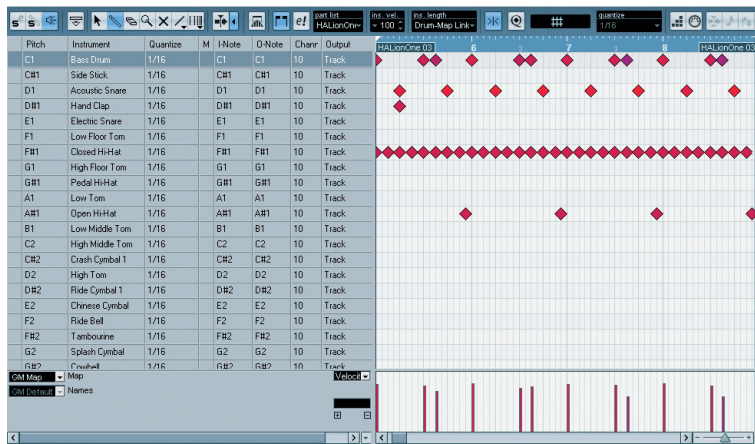 part list ins. vel. ins. length quantize
HALionOne 100 Drum-Map Link 1/16
Pitch Instrument Quantize M I-Note O-Note Chanr Output
HALionOne 03 6 7 8 HALionOne 03
3 3 3
C1 Bass Drum 1/16 C1 C1 10 Track
C#1 Side Stick 1/16 C#1 C#1 10 Track
D1 Acoustic Snare 1/16 D1 D1 10 Track
D#1 Hand Clap 1/16 D#1 D#1 10 Track
E1 Electric Snare 1/16 E1 E1 10 Track
F1 Low Floor Tom 1/16 F1 F1 10 Track
F#1 Closed Hi-Hat 1/16 F#1 F#1 10 Track
G1 High Floor Tom 1/16 G1 G1 10 Track
G#1 Pedal Hi-Hat 1/16 G#1 G#1 10 Track
A1 Low Tom 1/16 A1 A1 10 Track
A#1 Open Hi-Hat 1/16 A#1 A#1 10 Track
B1 Low Middle Tom 1/16 B1 B1 10 Track
C2 High Middle Tom 1/16 C2 C2 10 Track
C#2 Crash Cymbal 1 1/16 C#2 C#2 10 Track
D2 High Tom 1/16 D2 D2 10 Track
D#2 Ride Cymbal 1 1/16 D#2 D#2 10 Track
E2 Chinese Cymbal 1/16 E2 E2 10 Track
F2 Ride Bell 1/16 F2 F2 10 Track
F#2 Tambourine 1/16 F#2 F#2 10 Track
G2 Splash Cymbal 1/16 G2 G2 10 Track
G#2 Cowbell 1/16 G#2 G#2 10 Track
GM Map Map Velocit
GM Default Names